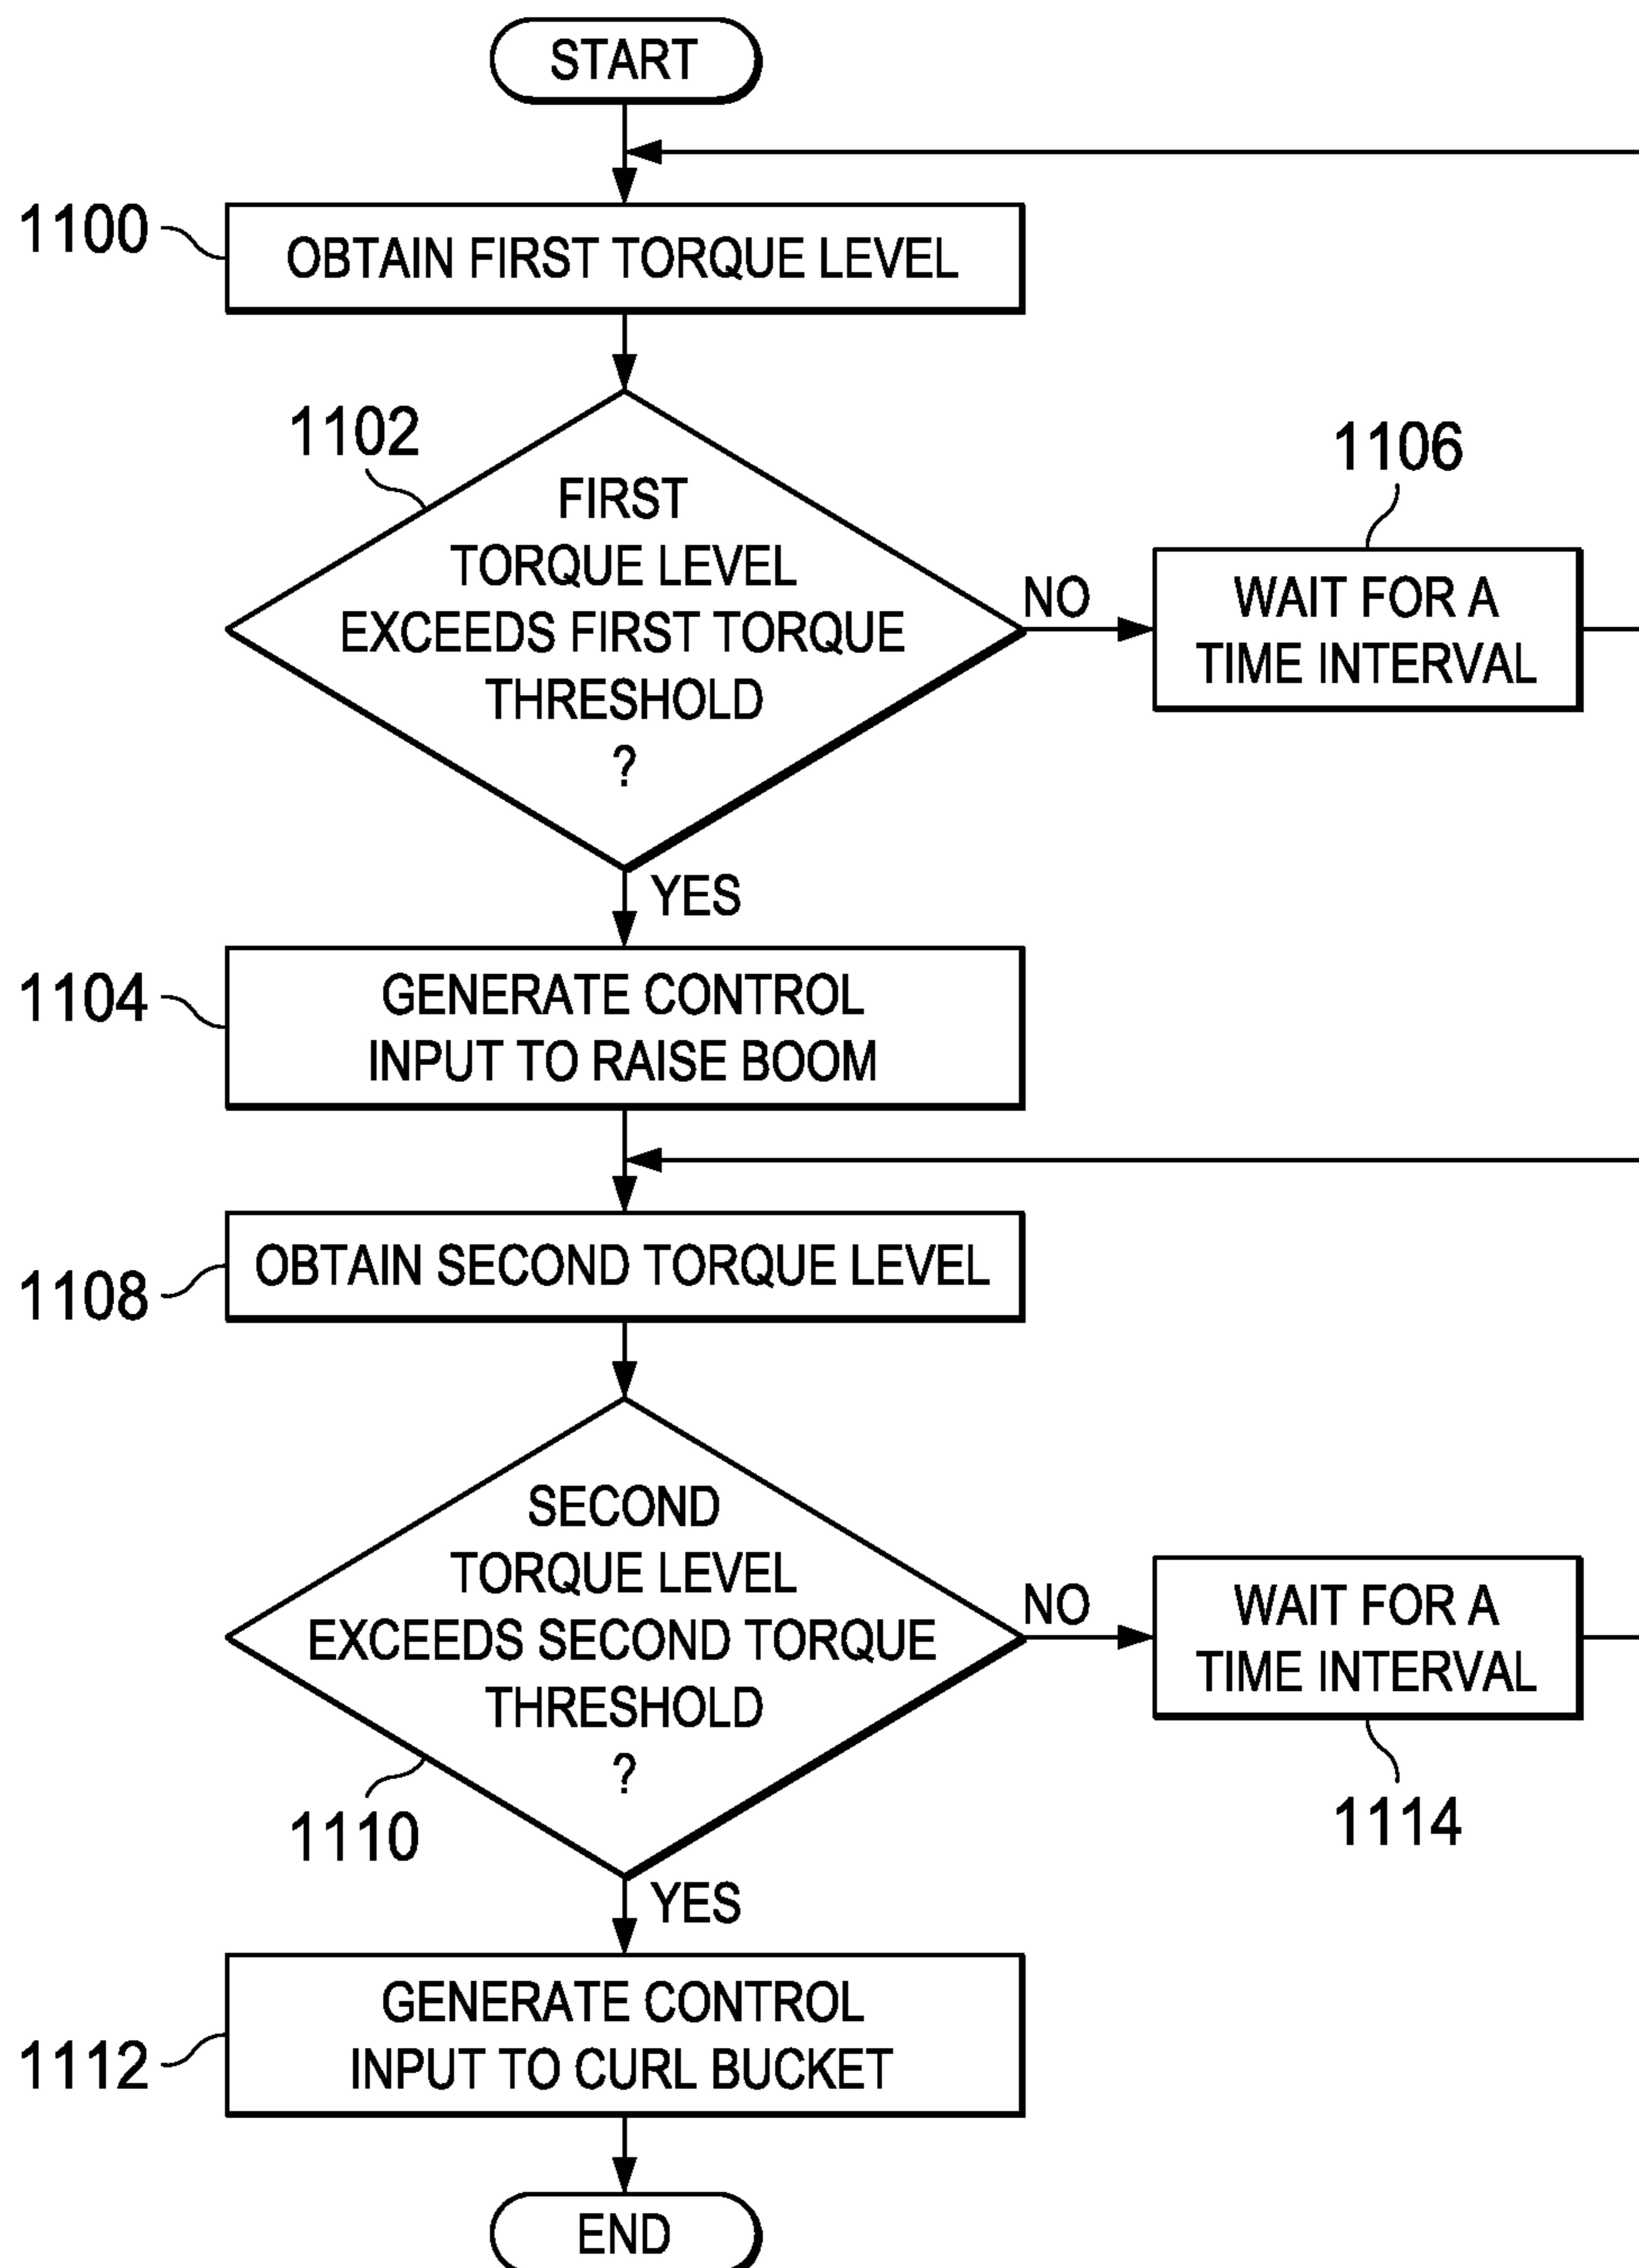 START
1100
OBTAIN FIRST TORQUE LEVEL
1102
FIRST
TORQUE LEVEL
EXCEEDS FIRST TORQUE
THRESHOLD
?
NO
1106
WAIT FOR A
TIME INTERVAL
YES
1104
GENERATE CONTROL
INPUT TO RAISE BOOM
1108
OBTAIN SECOND TORQUE LEVEL
SECOND
TORQUE LEVEL
EXCEEDS SECOND TORQUE
THRESHOLD
?
1110
NO
WAIT FOR A
TIME INTERVAL
1114
YES
1112
GENERATE CONTROL
INPUT TO CURL BUCKET
END